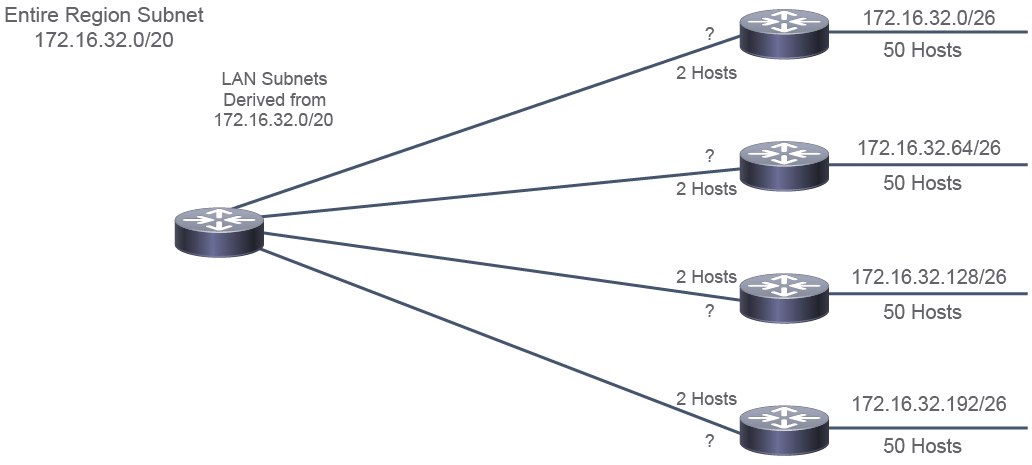 Entire Region Subnet
172.16.32.0/20
LAN Subnets
Derived from
172.16.32.0/20
?
2 Hosts
172.16.32.0/26
50 Hosts
?
2 Hosts
172.16.32.64/26
50 Hosts
2 Hosts
?
172.16.32.128/26
50 Hosts
2 Hosts
?
172.16.32.192/26
50 Hosts